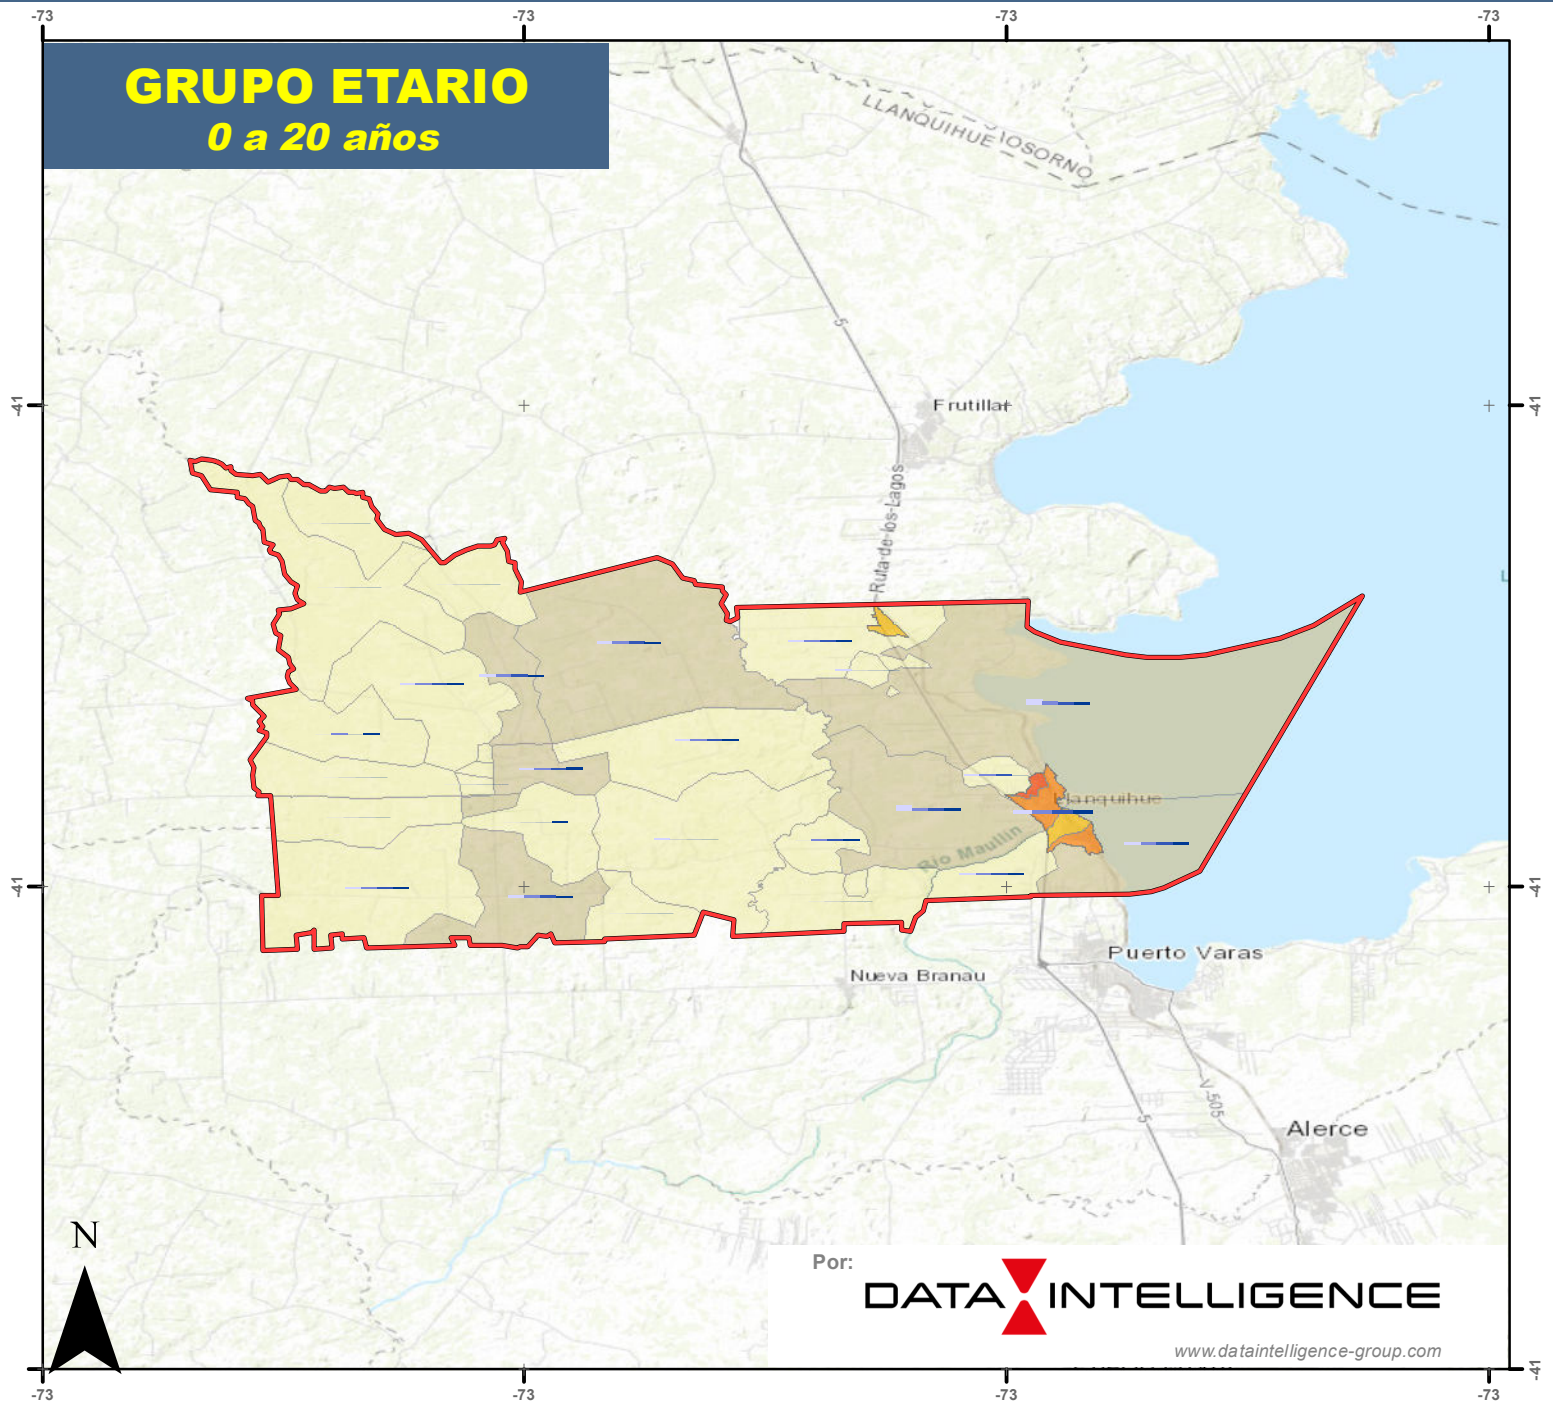 -73 -73 -73 -73
GRUPO ETARIO
0 a 20 años
LLANQUIHUE
OSORNO
5
-41 Frutillar -41
Ruta-de-los-Lagos
Llanquihue
Río Maullín
-41 -41
Puerto Varas
Nueva Branau
V-505
5
Alerce
N
Por:
DATA INTELLIGENCE
www.dataintelligence-group.com
-41
-73 -73 -73 -73